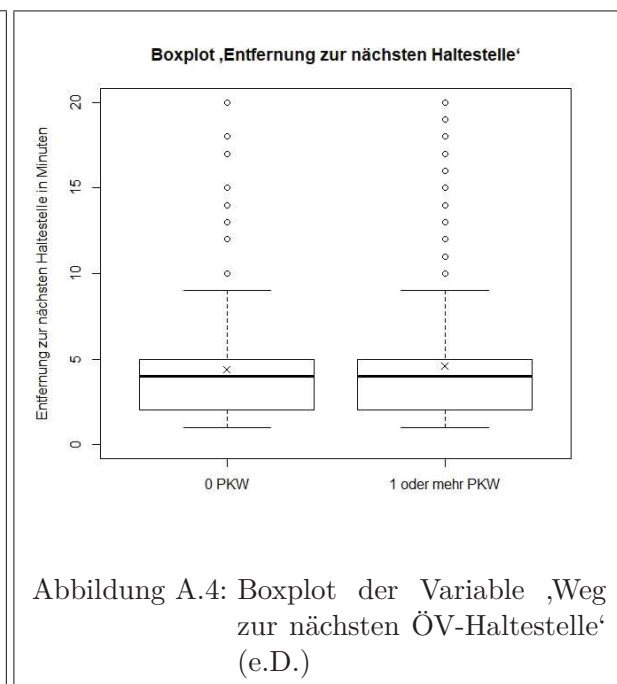 Boxplot ‚Entfernung zur nächsten Haltestelle‘
Entfernung zur nächsten Haltestelle in Minuten
20
15
10
5
0
0 PKW
1 oder mehr PKW
Abbildung A.4: Boxplot der Variable ‚Weg
zur nächsten ÖV-Haltestelle‘
(e.D.)